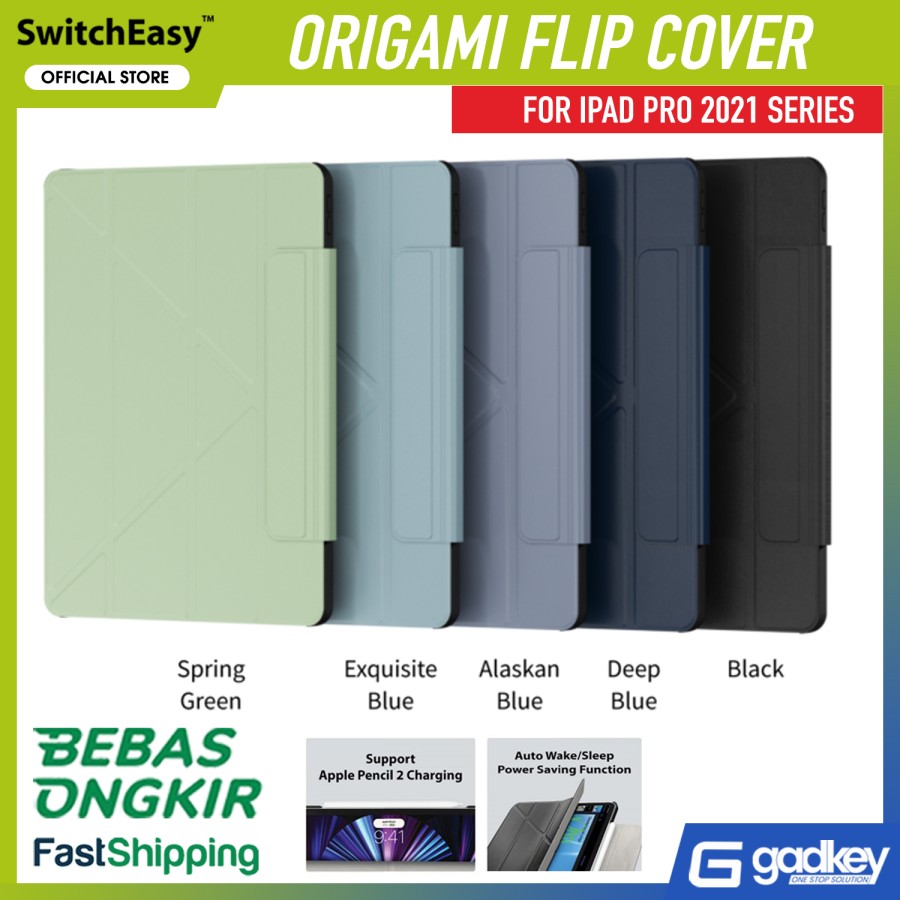 SwitchEasy™
OFFICIAL STORE
ORIGAMI FLIP COVER
FOR IPAD PRO 2021 SERIES
Spring
Green
Exquisite
Blue
Alaskan
Blue
Deep
Blue
Black
BEBAS
ONGKIR
FastShipping
Support
Apple Pencil 2 Charging
9:41
Auto Wake/Sleep
Power Saving Function
G gadkey
ONE STOP SOLUTION!